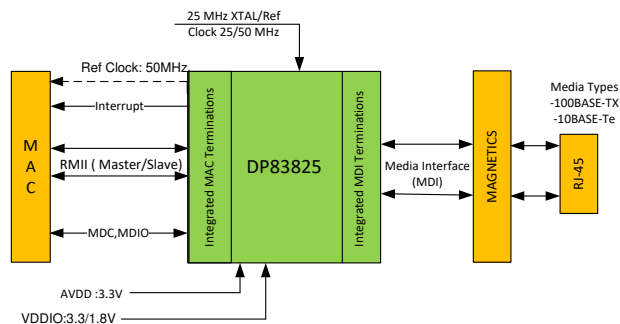 25 MHz XTAL/Ref
Clock 25/50 MHz
Ref Clock: 50MHz
Interrupt
MAC
RMII ( Master/Slave)
MDC,MDIO
Integrated MAC Terminations
DP83825
Integrated MDI Terminations
Media Interface
(MDI)
MAGNETICS
Media Types
-100BASE-TX
-10BASE-Te
RJ-45
AVDD :3.3V
VDDIO:3.3/1.8V